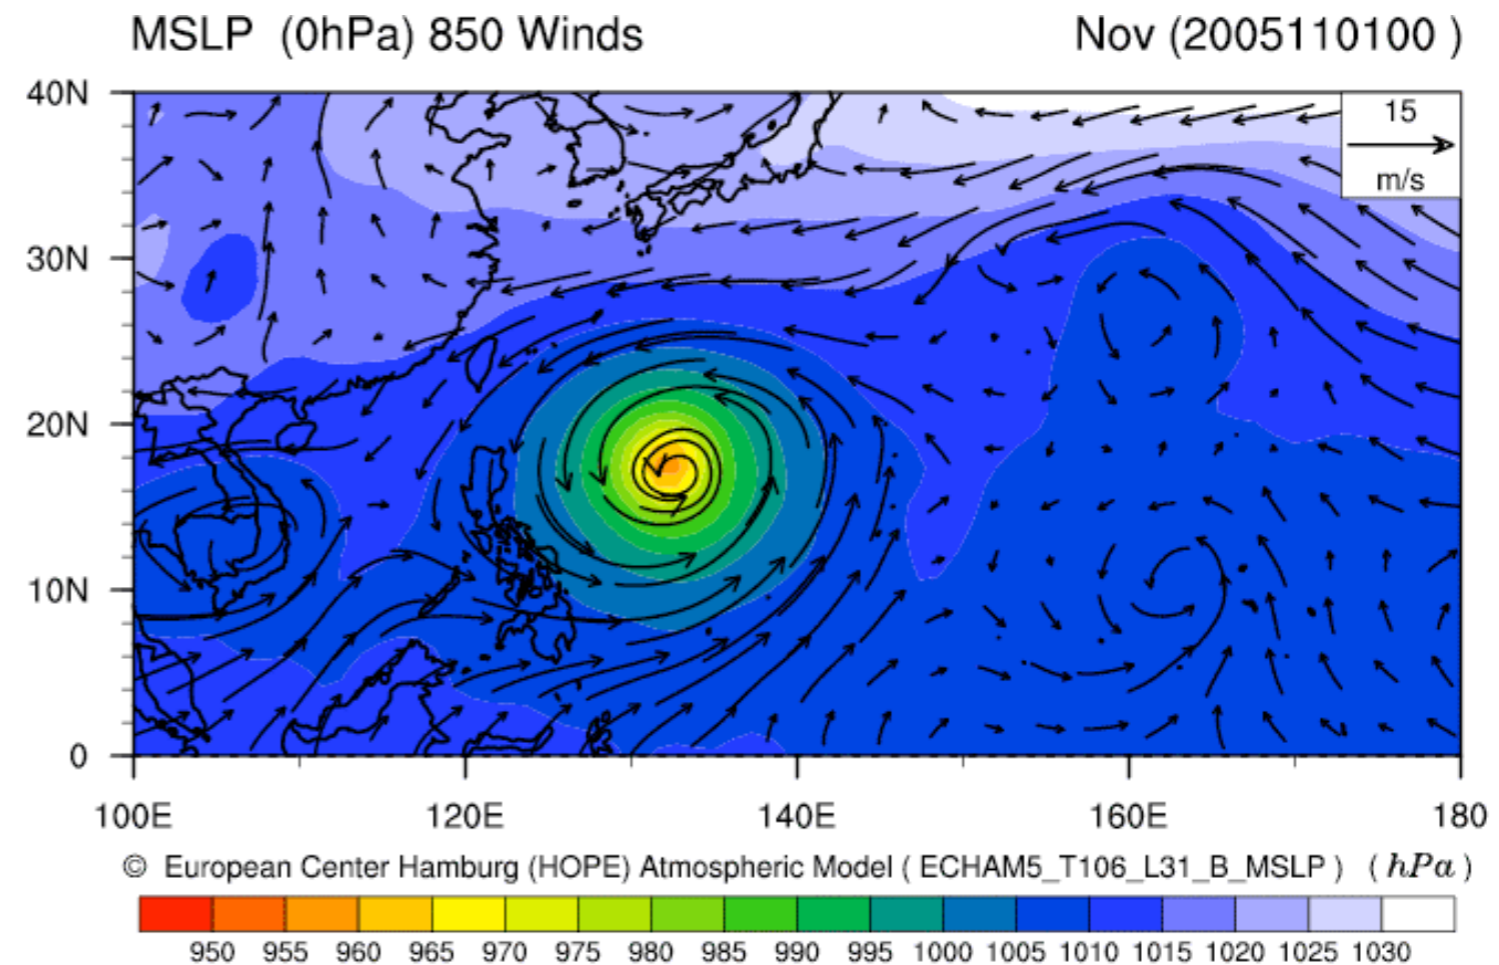 MSLP (0hPa) 850 Winds Nov (2005110100 )
40N
15
m/s
30N
20N
10N
0
100E 120E 140E 160E 180
© European Center Hamburg (HOPE) Atmospheric Model ( ECHAM5_T106_L31_B_MSLP ) ( hPa )
950 955 960 965 970 975 980 985 990 995 1000 1005 1010 1015 1020 1025 1030